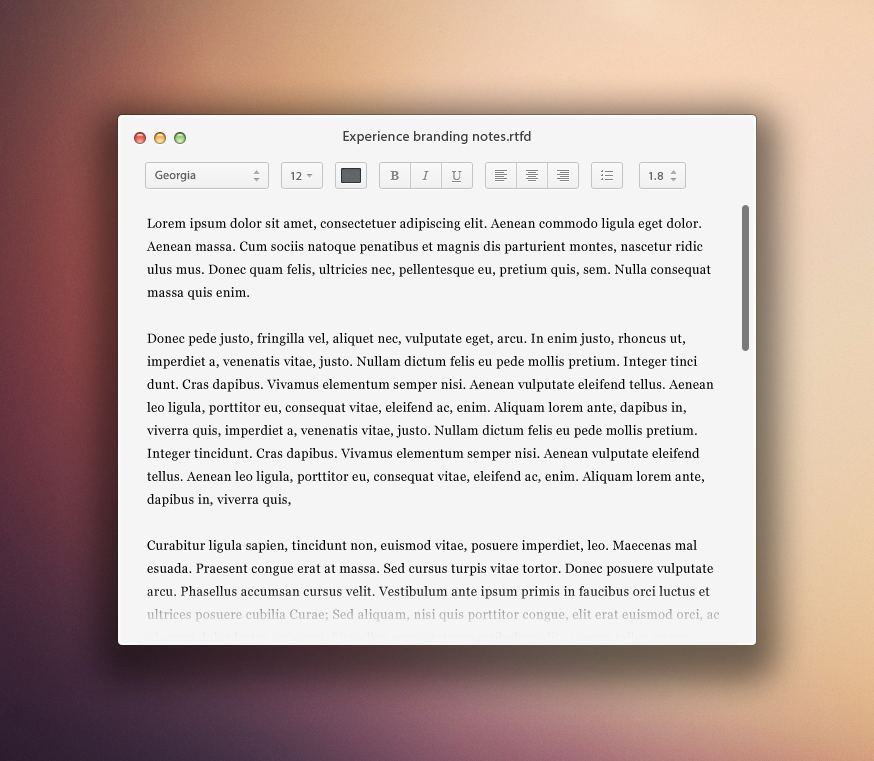 Experience branding notes.rtfd
Georgia 12 B I U 1.8
Lorem ipsum dolor sit amet, consectetuer adipiscing elit. Aenean commodo ligula eget dolor.
Aenean massa. Cum sociis natoque penatibus et magnis dis parturient montes, nascetur ridic
ulus mus. Donec quam felis, ultricies nec, pellentesque eu, pretium quis, sem. Nulla consequat
massa quis enim.
Donec pede justo, fringilla vel, aliquet nec, vulputate eget, arcu. In enim justo, rhoncus ut,
imperdiet a, venenatis vitae, justo. Nullam dictum felis eu pede mollis pretium. Integer tinci
dunt. Cras dapibus. Vivamus elementum semper nisi. Aenean vulputate eleifend tellus. Aenean
leo ligula, porttitor eu, consequat vitae, eleifend ac, enim. Aliquam lorem ante, dapibus in,
viverra quis, imperdiet a, venenatis vitae, justo. Nullam dictum felis eu pede mollis pretium.
Integer tincidunt. Cras dapibus. Vivamus elementum semper nisi. Aenean vulputate eleifend
tellus. Aenean leo ligula, porttitor eu, consequat vitae, eleifend ac, enim. Aliquam lorem ante,
dapibus in, viverra quis,
Curabitur ligula sapien, tincidunt non, euismod vitae, posuere imperdiet, leo. Maecenas mal
esuada. Praesent congue erat at massa. Sed cursus turpis vitae tortor. Donec posuere vulputate
arcu. Phasellus accumsan cursus velit. Vestibulum ante ipsum primis in faucibus orci luctus et
ultrices posuere cubilia Curae; Sed aliquam, nisi quis porttitor congue, elit erat euismod orci, ac